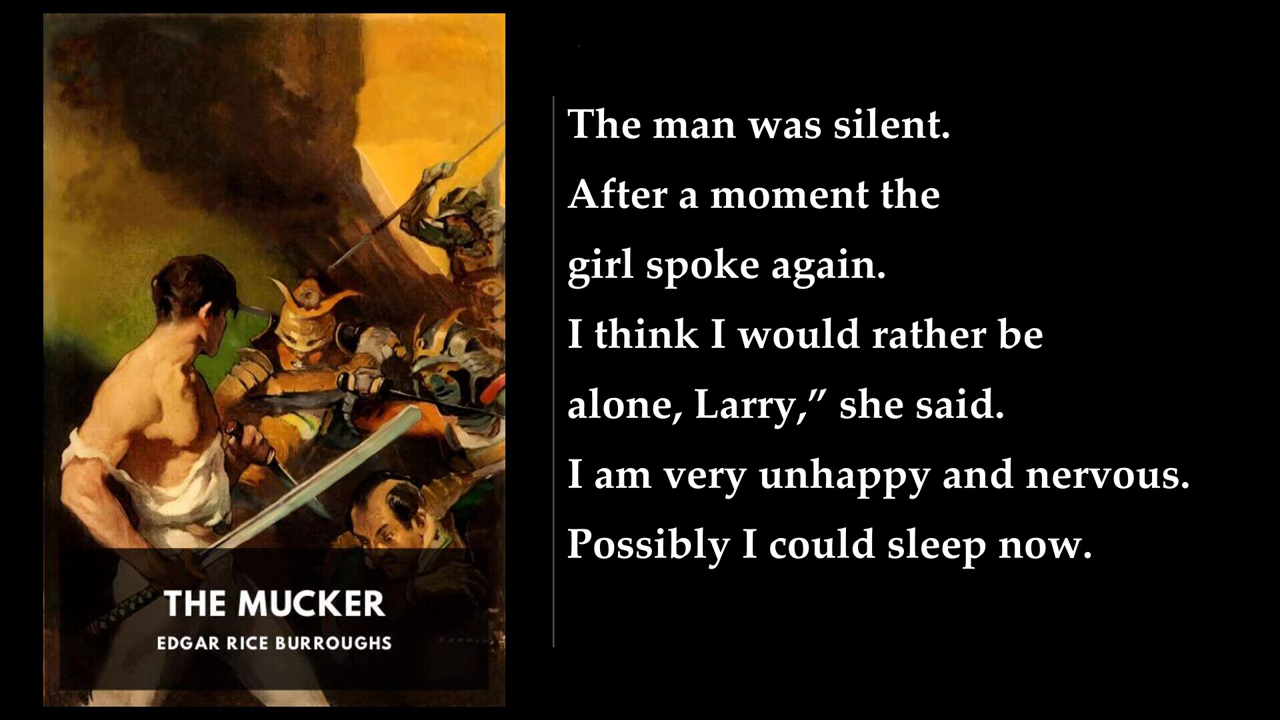 THE MUCKER
EDGAR RICE BURROUGHS
The man was silent.
After a moment the
girl spoke again.
I think I would rather be
alone, Larry,” she said.
I am very unhappy and nervous.
Possibly I could sleep now.